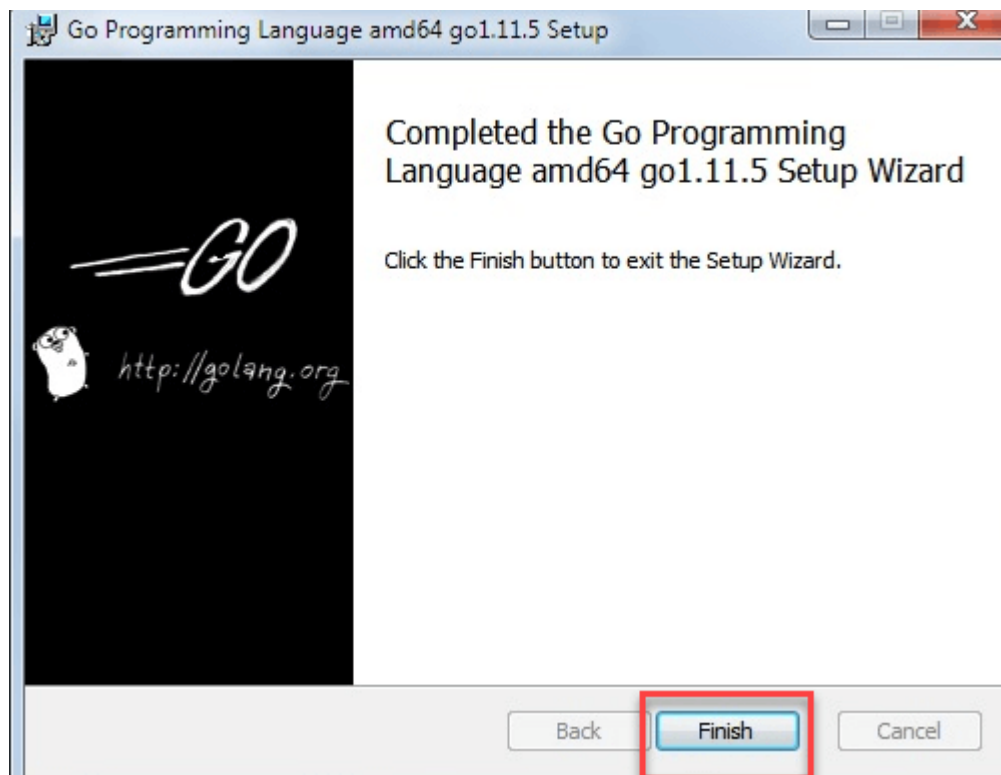 Go Programming Language amd64 go1.11.5 Setup
Completed the Go Programming
Language amd64 go1.11.5 Setup Wizard
Click the Finish button to exit the Setup Wizard.
GO
http://golang.org
Back
Finish
Cancel